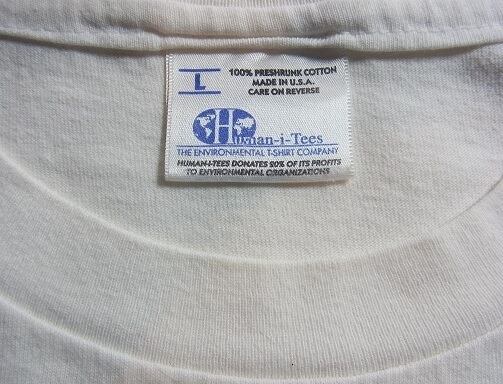 L
100% PRESHRUNK COTTON
MADE IN U.S.A.
CARE ON REVERSE
Human-i-Tees
THE ENVIRONMENTAL T-SHIRT COMPANY
HUMAN-I-TEES DONATES 20% OF ITS PROFITS
TO ENVIRONMENTAL ORGANIZATIONS